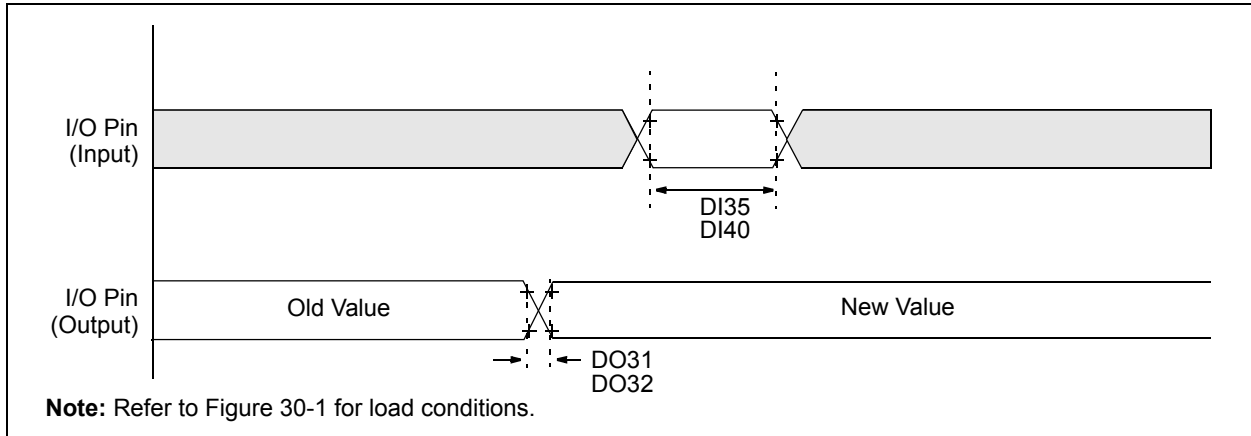 I/O Pin
(Input)
DI35
DI40
I/O Pin
(Output)
Old Value
New Value
DO31
DO32
Note: Refer to Figure 30-1 for load conditions.